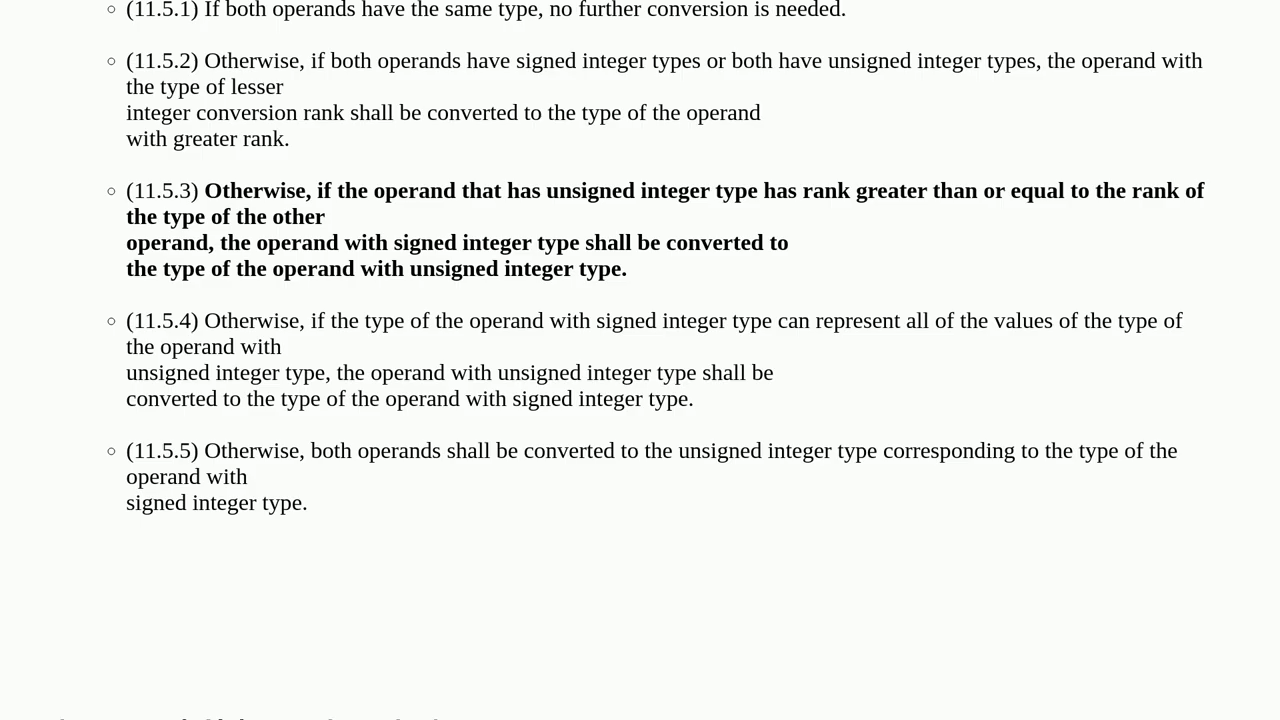 (11.5.1) If both operands have the same type, no further conversion is needed.
(11.5.2) Otherwise, if both operands have signed integer types or both have unsigned integer types, the operand with
the type of lesser
integer conversion rank shall be converted to the type of the operand
with greater rank.
(11.5.3) Otherwise, if the operand that has unsigned integer type has rank greater than or equal to the rank of
the type of the other
operand, the operand with signed integer type shall be converted to
the type of the operand with unsigned integer type.
(11.5.4) Otherwise, if the type of the operand with signed integer type can represent all of the values of the type of
the operand with
unsigned integer type, the operand with unsigned integer type shall be
converted to the type of the operand with signed integer type.
(11.5.5) Otherwise, both operands shall be converted to the unsigned integer type corresponding to the type of the
operand with
signed integer type.